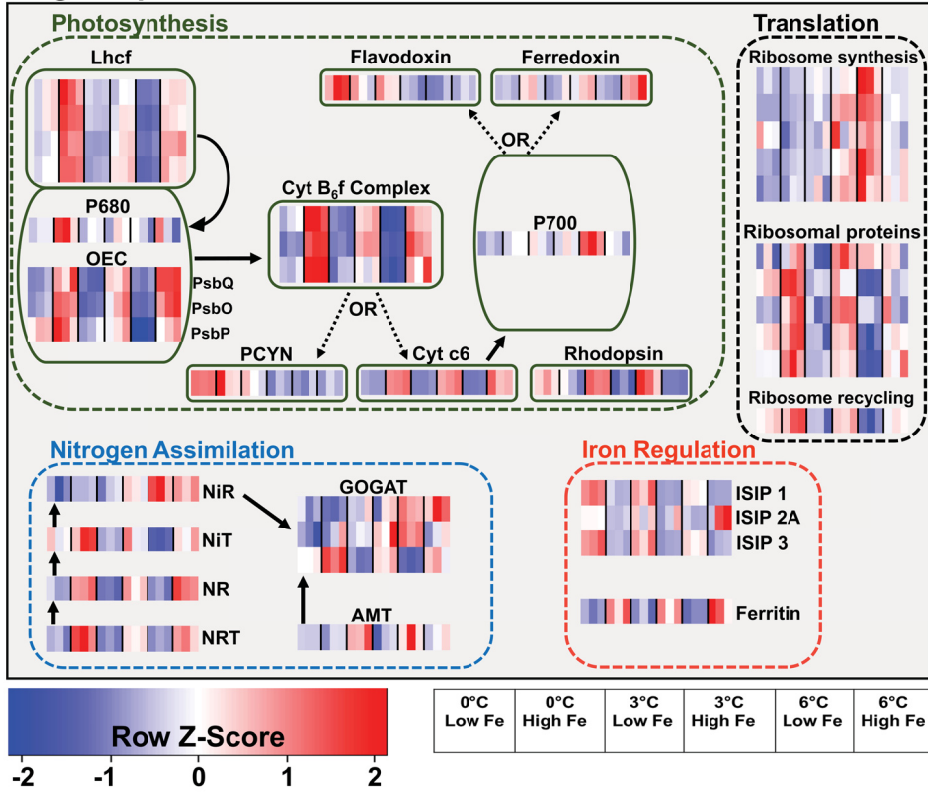 Photosynthesis
Translation
Lhcf
Flavodoxin
Ferredoxin
Ribosome synthesis
OR
P680
Cyt B6f Complex
P700
Ribosomal proteins
OEC
PsbQ
PsbO
PsbP
OR
PCYN
Cyt c6
Rhodopsin
Ribosome recycling
Nitrogen Assimilation
Iron Regulation
NiR
GOGAT
ISIP 1
ISIP 2A
NiT
ISIP 3
NR
AMT
Ferritin
NRT
Row Z-Score
-2 -1 0 1 2
0°C 0°C 3°C 3°C 6°C 6°C
Low Fe High Fe Low Fe High Fe Low Fe High Fe